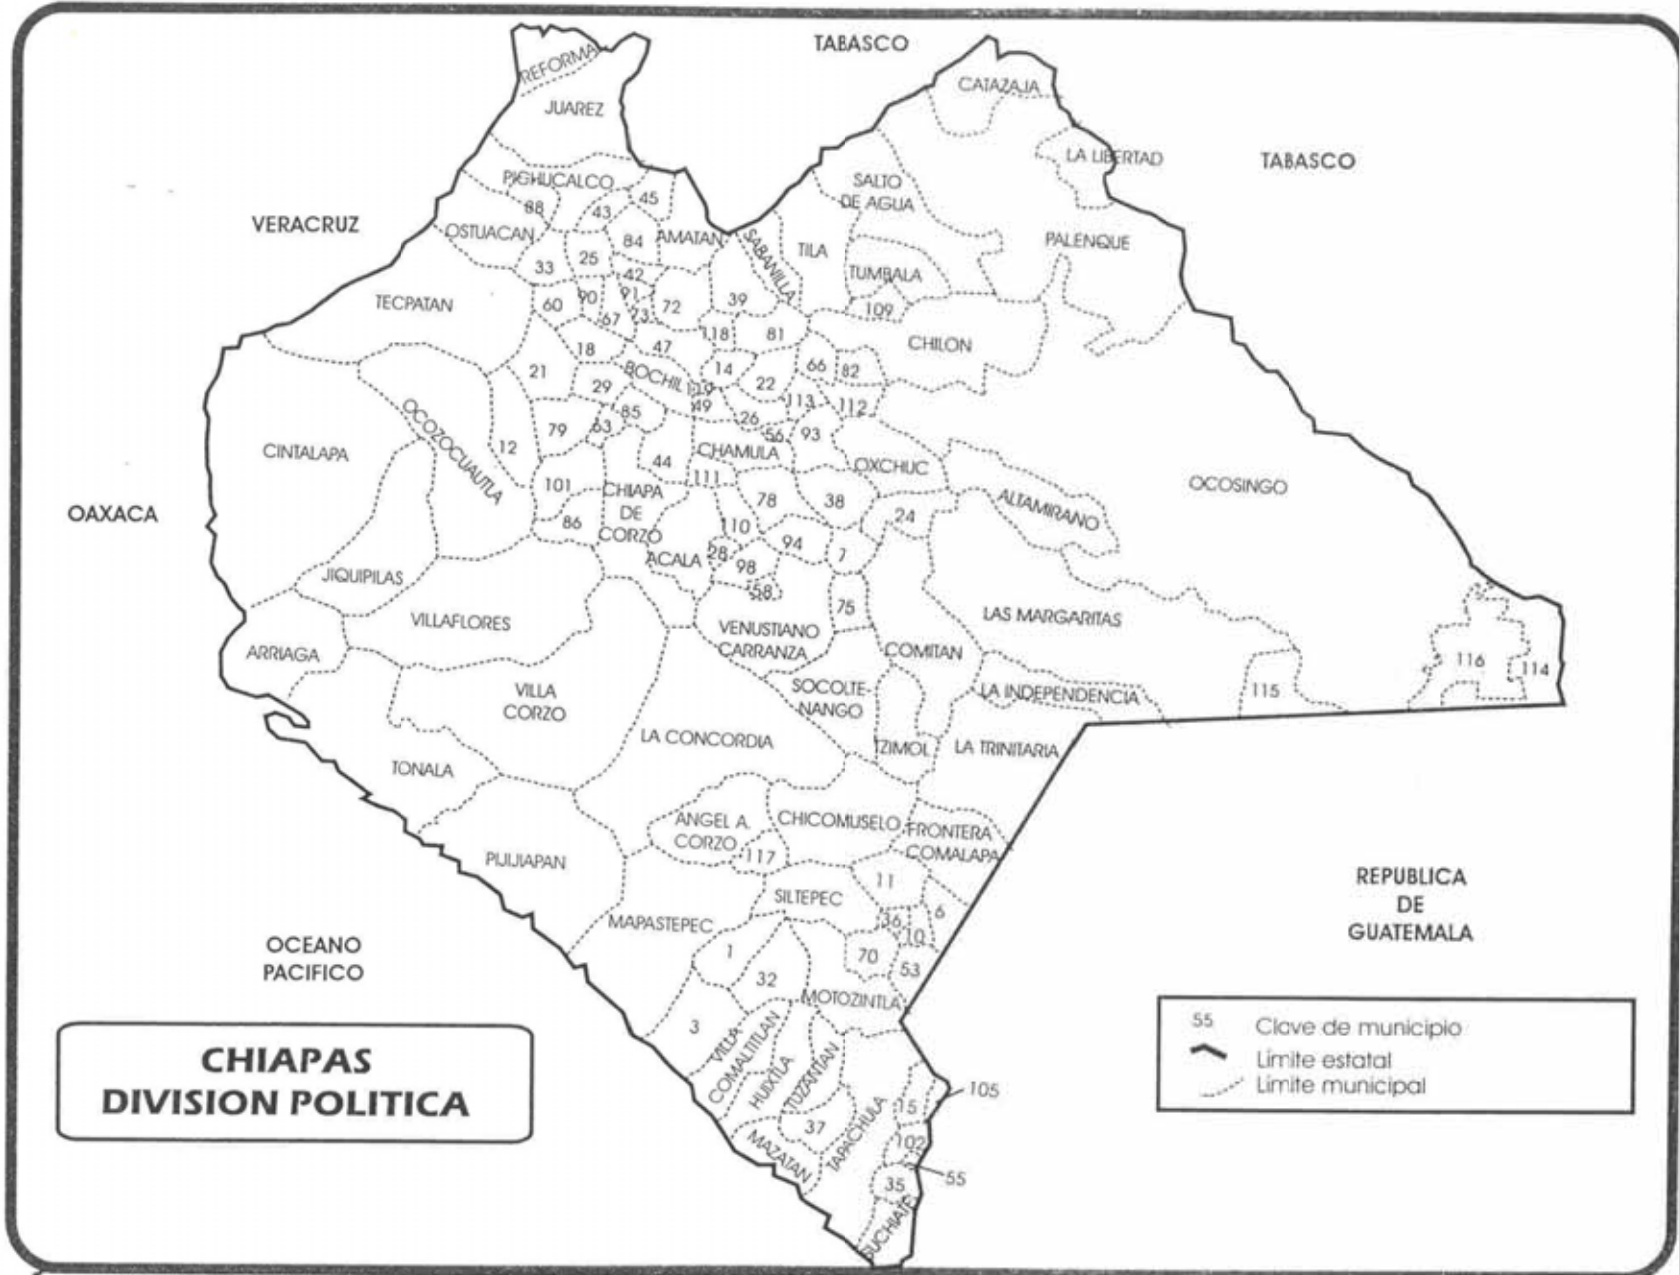 TABASCO
REFORMA
CATAZAJA
JUAREZ
LA LIBERTAD
TABASCO
PICHUCALCO
SALTO
DE AGUA
45
88
43
VERACRUZ
OSTUACAN
84
AMATAN
SABANILLA
TILA
PALENQUE
33
25
42
TUMBALA
TECPATAN
60
90
91
72
39
109
67
73
118
81
CHILON
18
47
21
BOCHIL
14
66
82
29
119
22
OCOZOCUAUTLA
85
49
113
112
79
63
26
56
93
CINTALAPA
12
44
CHAMULA
OXCHUC
101
CHIAPA
DE
CORZO
111
78
38
ALTAMIRANO
OCOSINGO
OAXACA
86
110
24
94
ACALA
28
98
7
JIQUIPILAS
58
75
VILLAFLORES
VENUSTIANO
CARRANZA
LAS MARGARITAS
ARRIAGA
COMITAN
116
114
VILLA
CORZO
SOCOLTE-
NANGO
LA INDEPENDENCIA
115
LA CONCORDIA
TZIMOL
LA TRINITARIA
TONALA
ANGEL A.
CORZO
CHICOMUSELO
FRONTERA
COMALAPA
PIJIJIAPAN
117
11
REPUBLICA
DE
GUATEMALA
SILTEPEC
MAPASTEPEC
36
6
10
OCEANO
PACIFICO
1
70
53
32
MOTOZINTLA
3
VILLA
COMALTITLAN
HUIXTLA
TUZANTAN
TAPACHULA
105
15
37
MAZATAN
102
55
35
SUCHIATE
CHIAPAS
DIVISION POLITICA
55 Clave de municipio
Límite estatal
Límite municipal